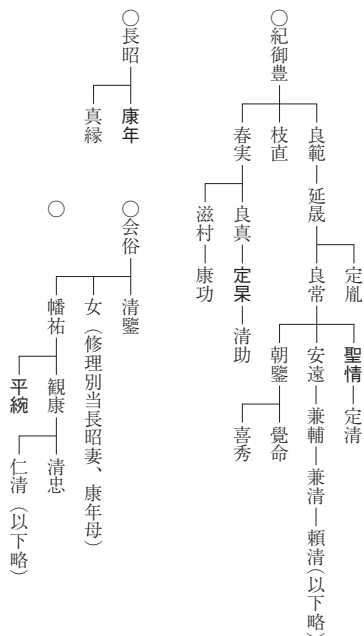 ○紀御豊
良範
延晟
定胤
良常
聖情
定清
安遠
兼輔
兼清
頼清(以下略)
朝鑒
覺命
喜秀
枝直
春実
良真
定杲
清助
滋村
康功
○長昭
康年
真縁
○会俗
清鑒
女(修理別当長昭妻、康年母)
幡祐
観康
清忠
仁清(以下略)
平綩
○